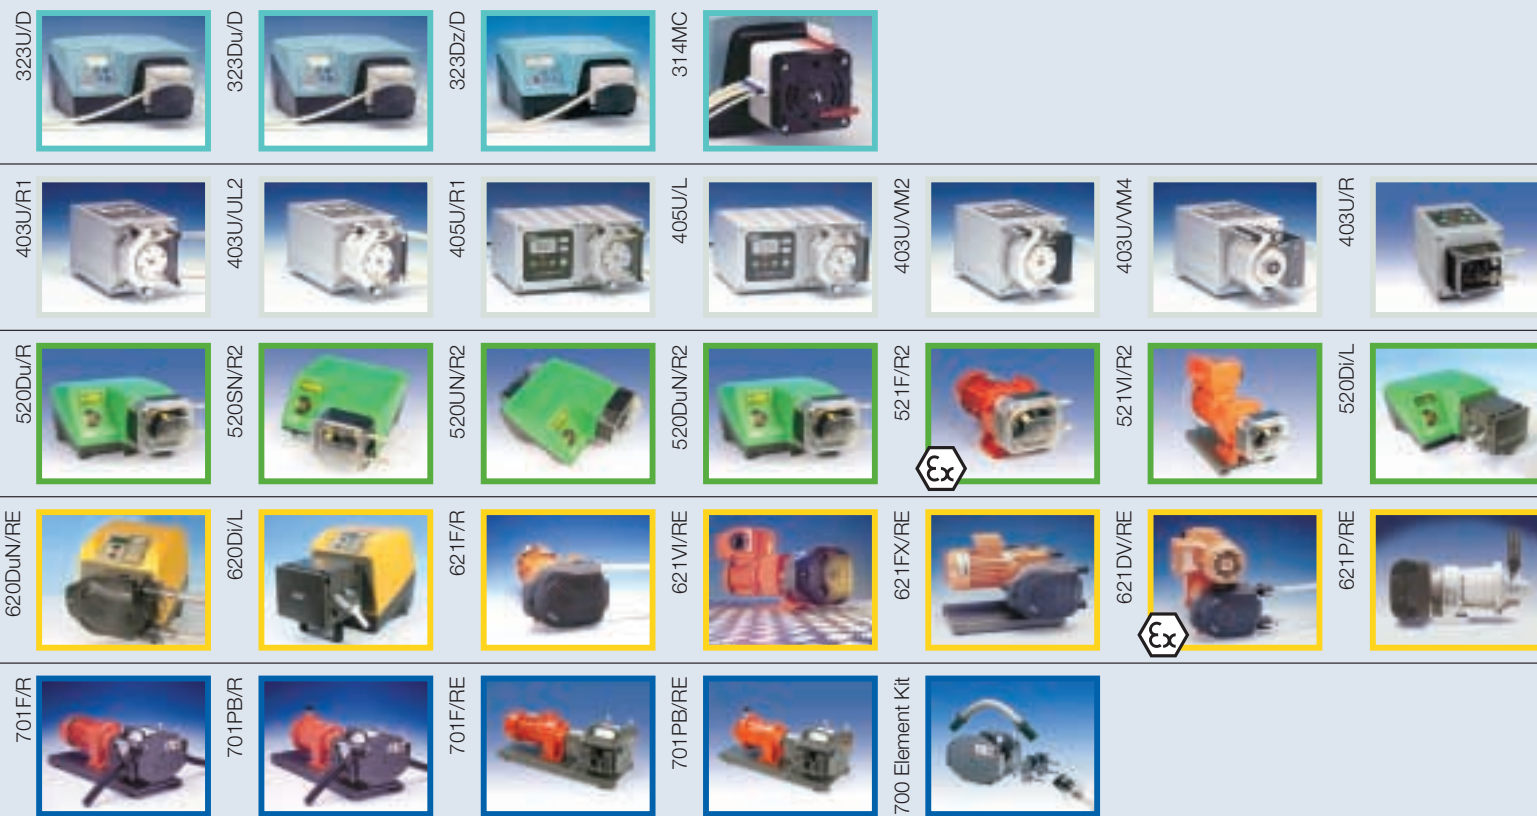 323U/D
323Du/D
323Dz/D
314MC
403U/R1
403U/UL2
405U/R1
405U/L
403U/VM2
403U/VM4
403U/R
520Du/R
520SN/R2
520UN/R2
520DuN/R2
521F/R2
521VI/R2
520Di/L
Ex
620DuN/RE
620Di/L
621F/R
621VI/RE
621FX/RE
621DV/RE
621P/RE
Ex
701F/R
701PB/R
701F/RE
701PB/RE
700 Element Kit